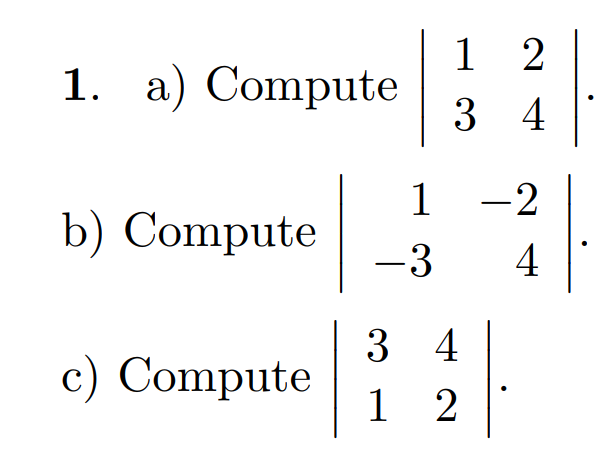 1. a) Compute | 1 2 |.
| 3 4 |
b) Compute | 1 −2 |.
| −3 4 |
c) Compute | 3 4 |.
| 1 2 |